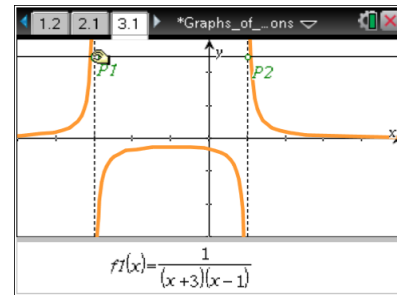 1.2 2.1 3.1 *Graphs_of_...ons
y
P1 P2
x
f1(x)=1/((x+3)(x−1))